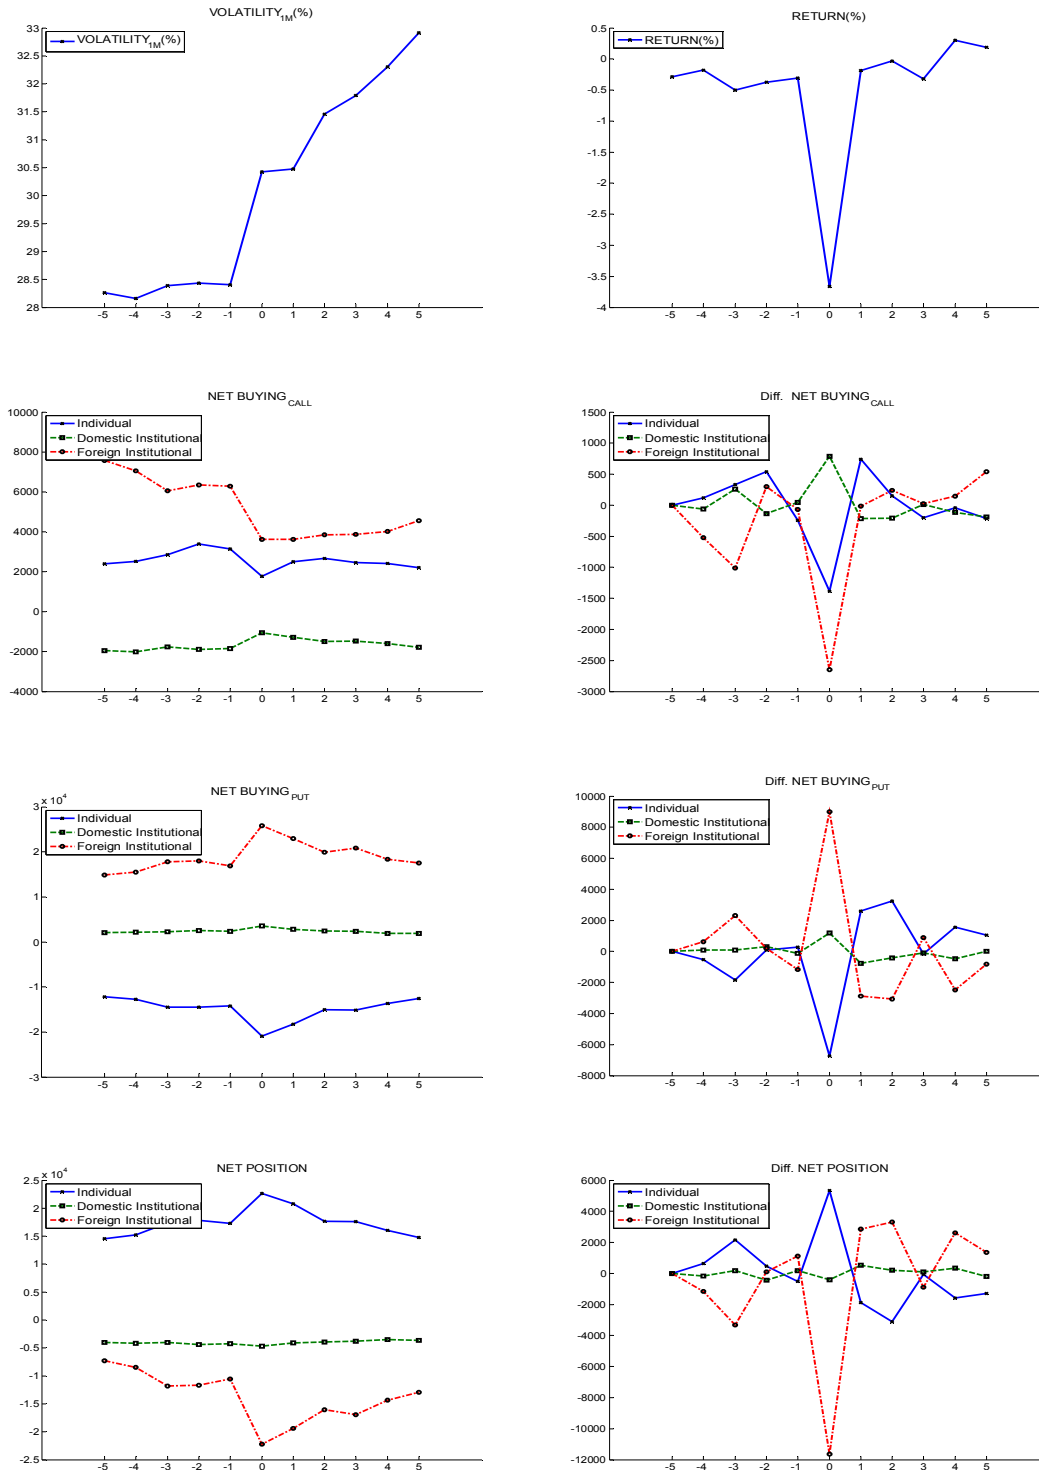 VOLATILITY1M(%)
33
32.5
32
31.5
31
30.5
30
29.5
29
28.5
28
VOLATILITY1M(%)
-5 -4 -3 -2 -1 0 1 2 3 4 5
RETURN(%)
0.5
0
-0.5
-1
-1.5
-2
-2.5
-3
-3.5
-4
RETURN(%)
-5 -4 -3 -2 -1 0 1 2 3 4 5
NET BUYINGCALL
10000
8000
6000
4000
2000
0
-2000
-4000
Individual
Domestic Institutional
Foreign Institutional
-5 -4 -3 -2 -1 0 1 2 3 4 5
Diff. NET BUYINGCALL
1500
1000
500
0
-500
-1000
-1500
-2000
-2500
-3000
Individual
Domestic Institutional
Foreign Institutional
-5 -4 -3 -2 -1 0 1 2 3 4 5
NET BUYINGPUT
x 10^4
3
2
1
0
-1
-2
-3
Individual
Domestic Institutional
Foreign Institutional
-5 -4 -3 -2 -1 0 1 2 3 4 5
Diff. NET BUYINGPUT
10000
8000
6000
4000
2000
0
-2000
-4000
-6000
-8000
Individual
Domestic Institutional
Foreign Institutional
-5 -4 -3 -2 -1 0 1 2 3 4 5
NET POSITION
x 10^4
2.5
2
1.5
1
0.5
0
-0.5
-1
-1.5
-2
-2.5
Individual
Domestic Institutional
Foreign Institutional
-5 -4 -3 -2 -1 0 1 2 3 4 5
Diff. NET POSITION
6000
4000
2000
0
-2000
-4000
-6000
-8000
-10000
-12000
Individual
Domestic Institutional
Foreign Institutional
-5 -4 -3 -2 -1 0 1 2 3 4 5